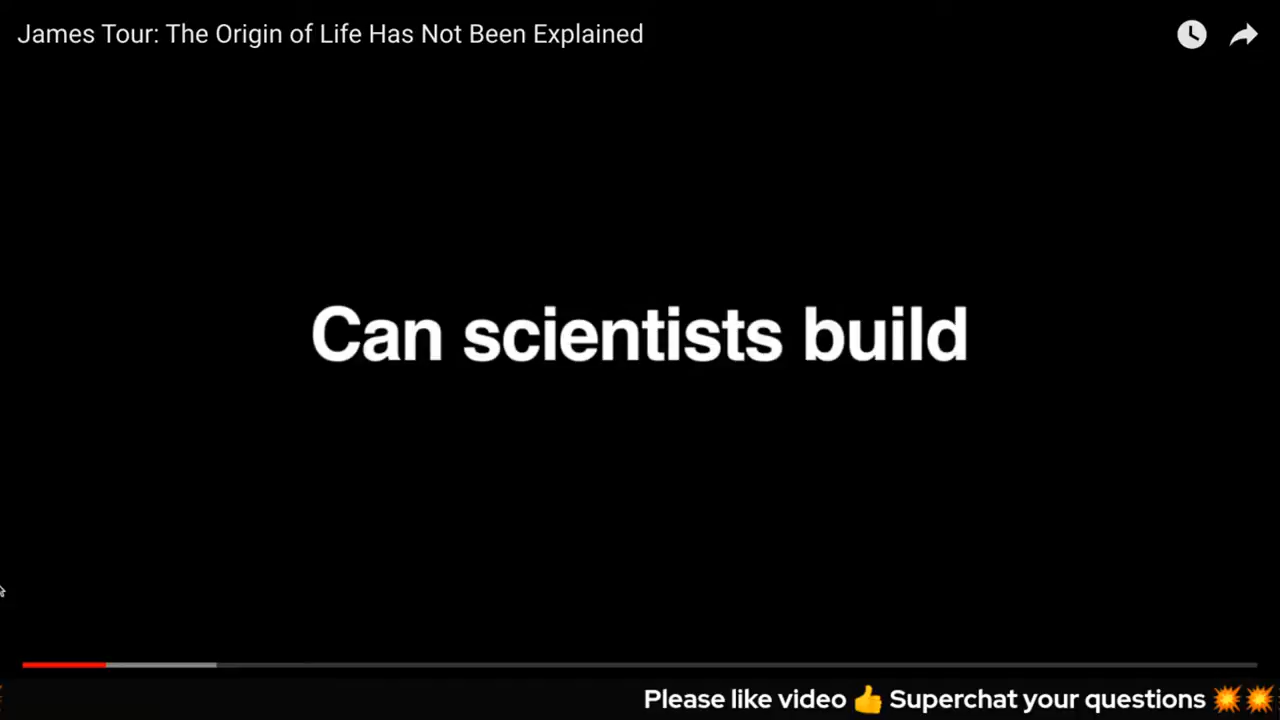 James Tour: The Origin of Life Has Not Been Explained
Can scientists build
Please like video 👍 Superchat your questions 💥💥